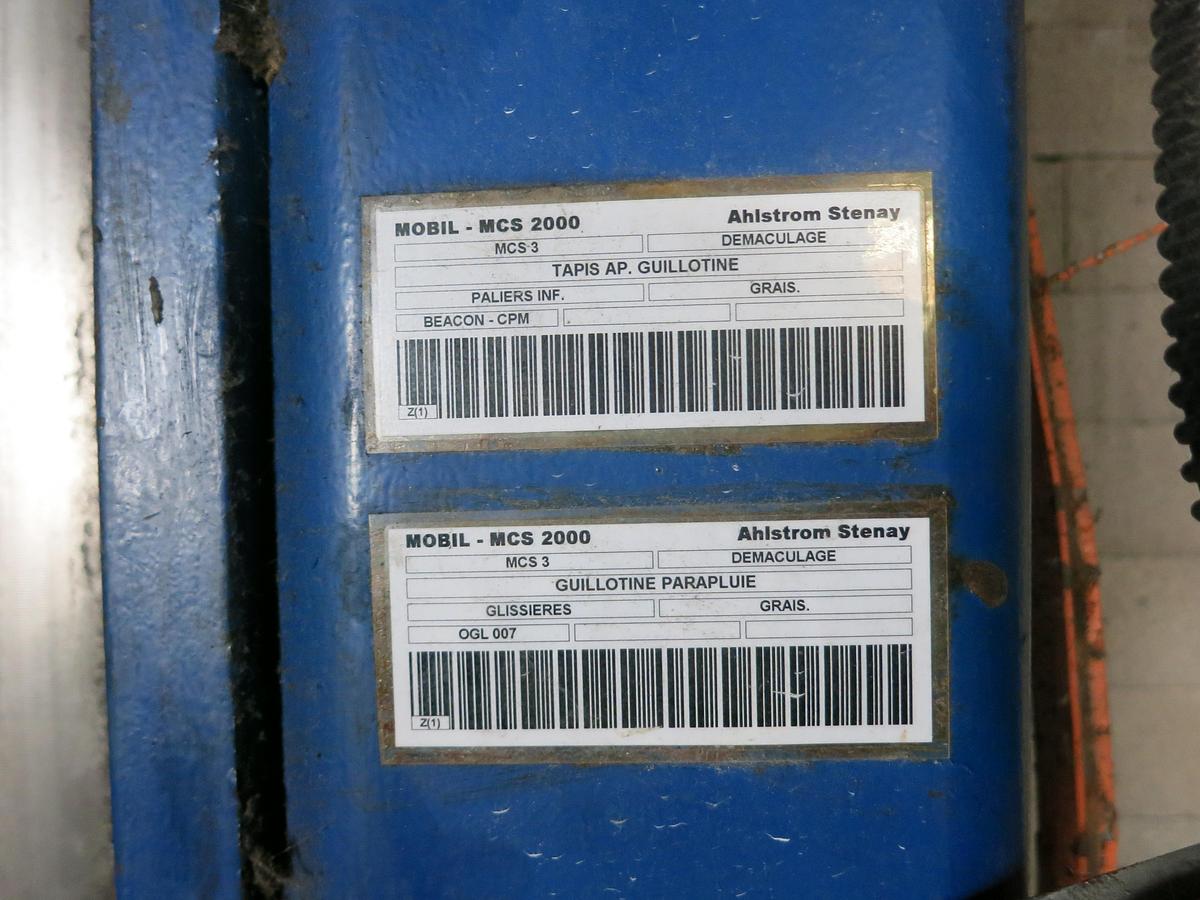 MOBIL - MCS 2000 Ahlstrom Stenay
MCS 3 DEMACULAGE
TAPIS AP. GUILLOTINE
PALIERS INF. GRAIS.
BEACON - CPM
Z(1)
MOBIL - MCS 2000 Ahlstrom Stenay
MCS 3 DEMACULAGE
GUILLOTINE PARAPLUIE
GLISSIERES GRAIS.
OGL 007
Z(1)